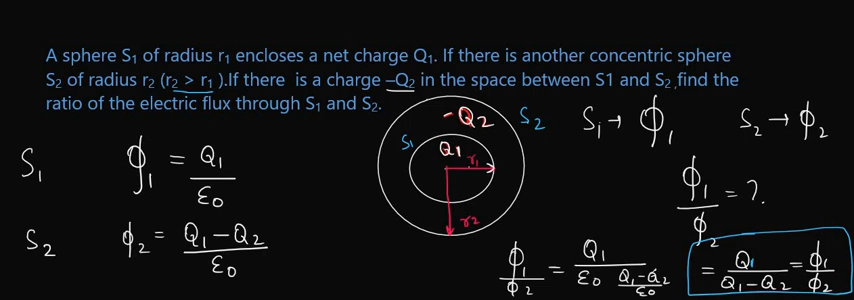 A sphere S₁ of radius r₁ encloses a net charge Q₁. If there is another concentric sphere
S₂ of radius r₂ (r₂ > r₁ ).If there is a charge –Q₂ in the space between S1 and S₂,find the
ratio of the electric flux through S₁ and S₂.
-Q₂ S₂
S₁ → ϕ₁ S₂ → ϕ₂
S₁
Q₁
r₁
r₂
S₁ ϕ₁ = Q₁/ε₀
ϕ₁/ϕ₂ = ?.
S₂ ϕ₂ = (Q₁ – Q₂)/ε₀
ϕ₁/ϕ₂ = Q₁/(ε₀ (Q₁-Q₂)/ε₀) = Q₁/(Q₁-Q₂) = ϕ₁/ϕ₂